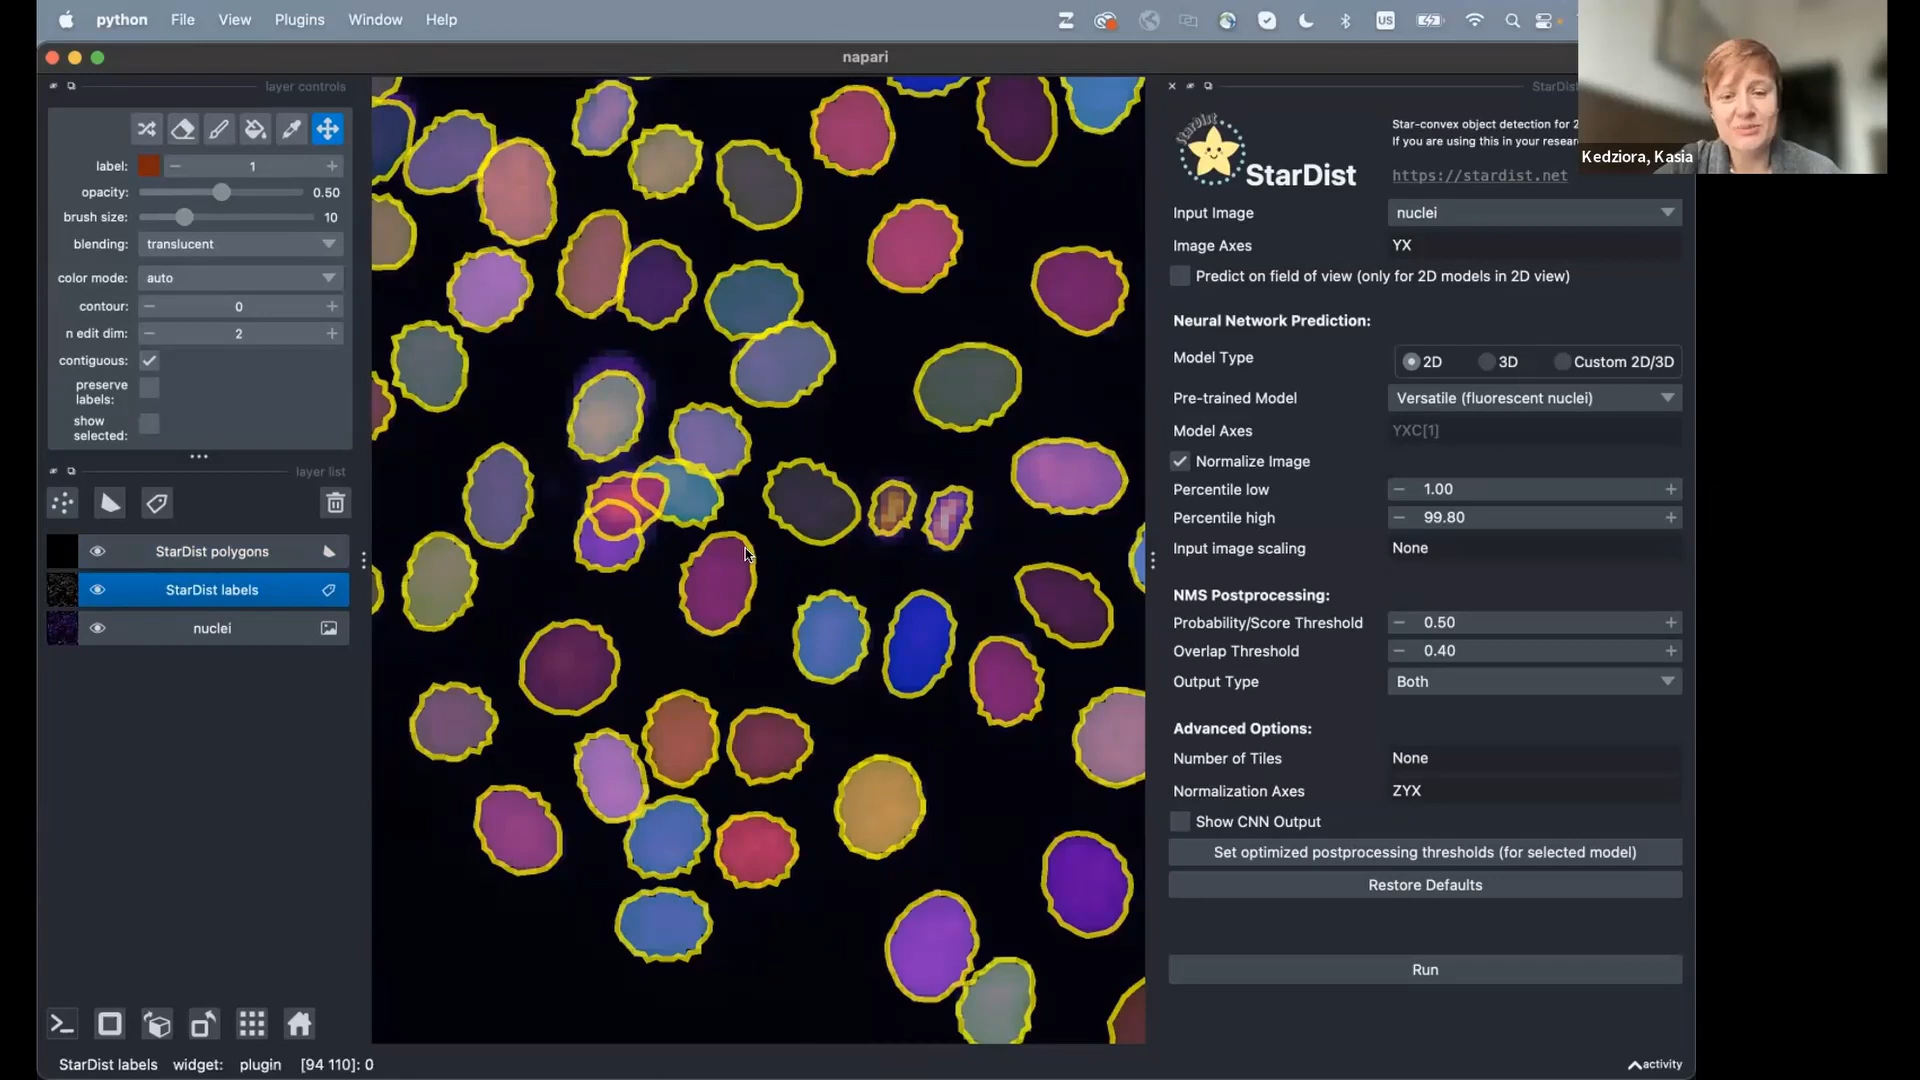 python File View Plugins Window Help
US
napari
layer controls
label: 1
opacity: 0.50
brush size: 10
blending: translucent
color mode: auto
contour: 0
n edit dim: 2
contiguous:
preserve
labels:
show
selected:
layer list
StarDist polygons
StarDist labels
nuclei
StarDist labels widget: plugin [94 110]: 0
StarDist
StarDist
Star-convex object detection for 2
If you are using this in your resear
https://stardist.net
Input Image nuclei
Image Axes YX
Predict on field of view (only for 2D models in 2D view)
Neural Network Prediction:
Model Type 2D 3D Custom 2D/3D
Pre-trained Model Versatile (fluorescent nuclei)
Model Axes YXC[1]
Normalize Image
Percentile low 1.00
Percentile high 99.80
Input image scaling None
NMS Postprocessing:
Probability/Score Threshold 0.50
Overlap Threshold 0.40
Output Type Both
Advanced Options:
Number of Tiles None
Normalization Axes ZYX
Show CNN Output
Set optimized postprocessing thresholds (for selected model)
Restore Defaults
Run
activity
Kedziora, Kasia